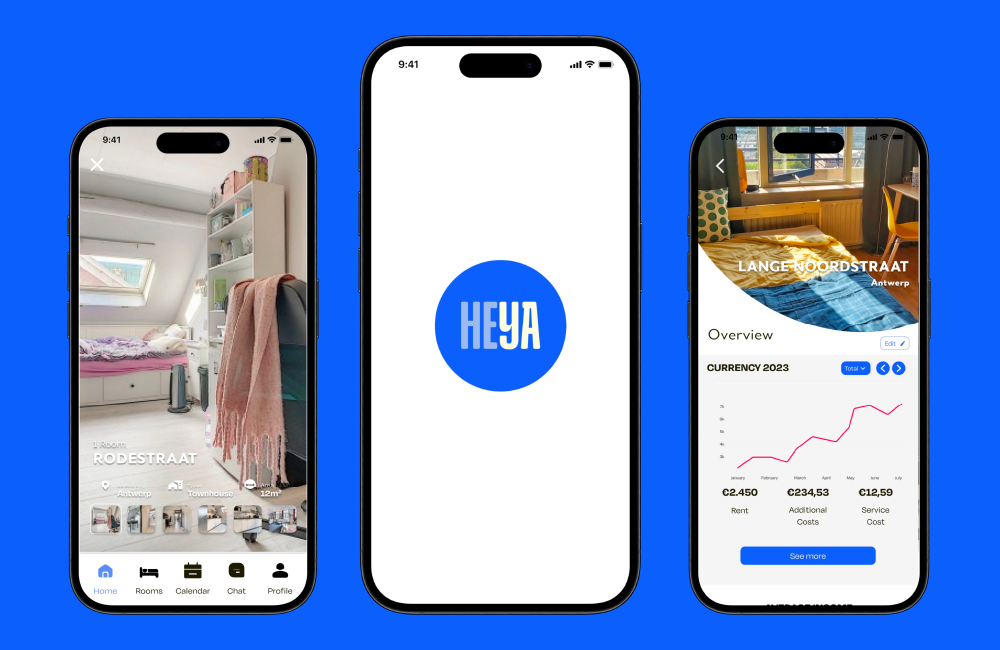 9:41
1 Room
RODESTRAAT
Antwerp
Townhouse
12m²
Home
Rooms
Calendar
Chat
Profile
9:41
HEYA
9:41
LANGE NOORDSTRAAT
Antwerp
Overview
Edit
CURRENCY 2023
Total
7k
6k
5k
4k
3k
January February March April May June July
€2.450 €234,53 €12,59
Rent Additional Costs Service Cost
See more